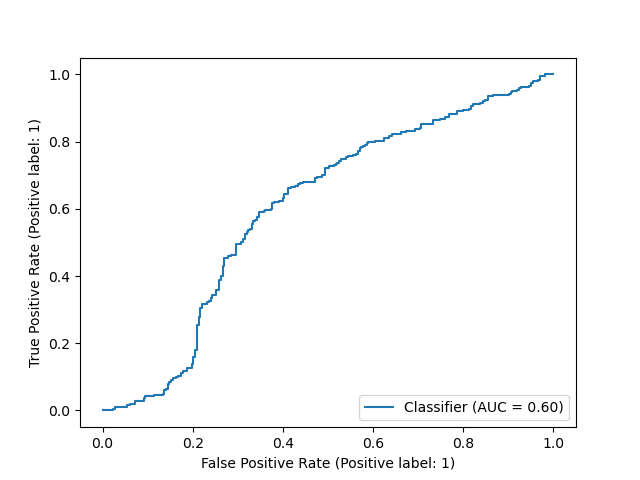 1.0
0.8
0.6
0.4
0.2
0.0
True Positive Rate (Positive label: 1)
Classifier (AUC = 0.60)
0.0 0.2 0.4 0.6 0.8 1.0
False Positive Rate (Positive label: 1)